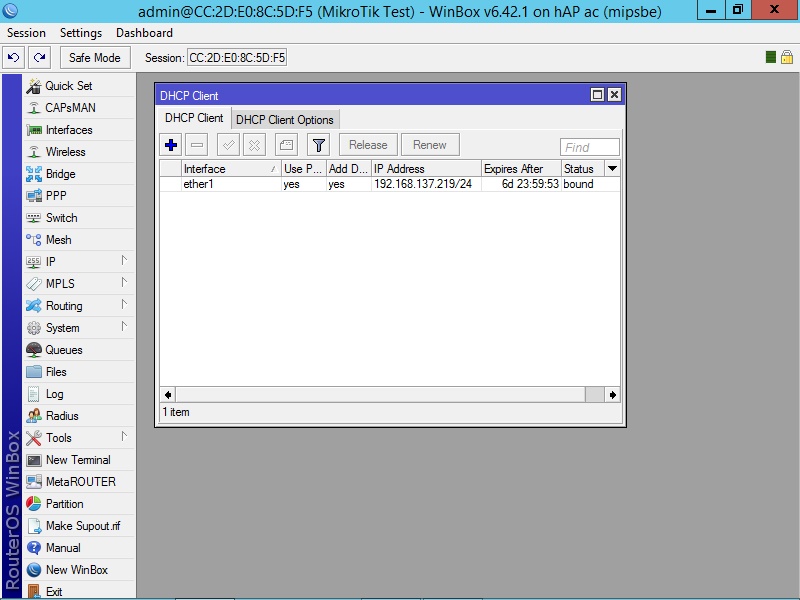 admin@CC:2D:E0:8C:5D:F5 (MikroTik Test) - WinBox v6.42.1 on hAP ac (mipsbe)
Session Settings Dashboard
Safe Mode Session: CC:2D:E0:8C:5D:F5
Quick Set
CAPsMAN
Interfaces
Wireless
Bridge
PPP
Switch
Mesh
IP
MPLS
Routing
System
Queues
Files
Log
Radius
Tools
New Terminal
MetaROUTER
Partition
Make Supout.rif
Manual
New WinBox
Exit
RouterOS WinBox
DHCP Client
DHCP Client DHCP Client Options
Release Renew Find
Interface Use P... Add D... IP Address Expires After Status
ether1 yes yes 192.168.137.219/24 6d 23:59:53 bound
1 item